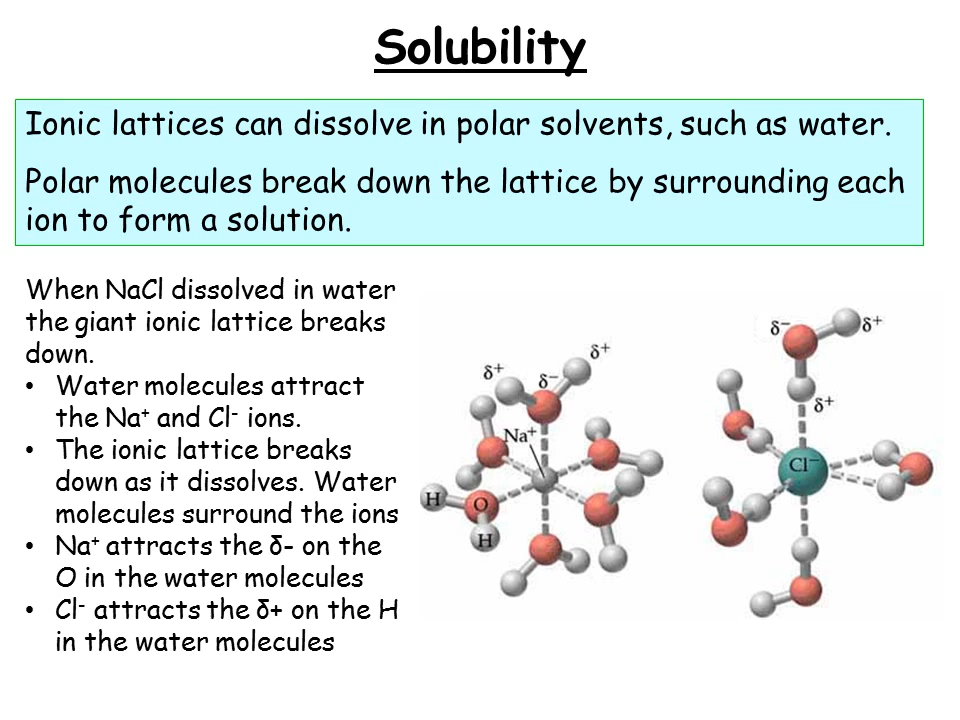 Solubility
Ionic lattices can dissolve in polar solvents, such as water.
Polar molecules break down the lattice by surrounding each
ion to form a solution.
When NaCl dissolved in water
the giant ionic lattice breaks
down.
• Water molecules attract
the Na⁺ and Cl⁻ ions.
• The ionic lattice breaks
down as it dissolves. Water
molecules surround the ions
• Na⁺ attracts the δ- on the
O in the water molecules
• Cl⁻ attracts the δ+ on the H
in the water molecules
δ⁺
δ⁻
δ⁺
Na⁺
H
O
H
δ⁻
δ⁺
δ⁺
Cl⁻